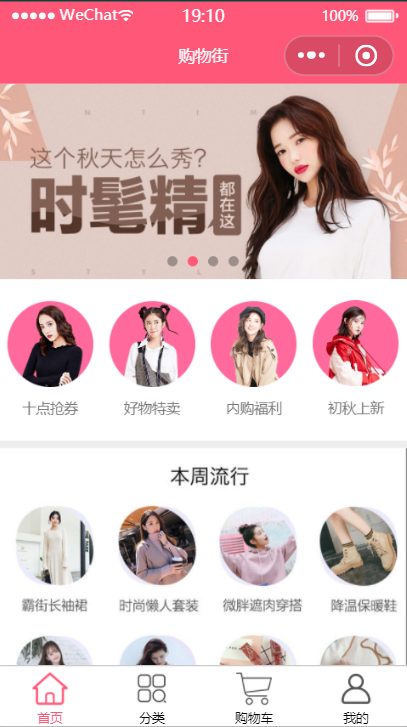 WeChat 19:10 100%
购物街
这个秋天怎么秀?
时髦精
都在这
十点抢券 好物特卖 内购福利 初秋上新
本周流行
霸街长袖裙 时尚懒人套装 微胖遮肉穿搭 降温保暖鞋
首页 分类 购物车 我的